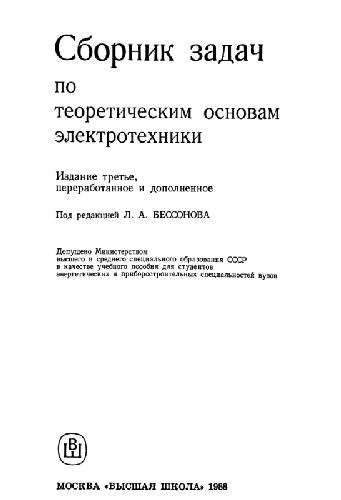 Сборник задач
по
теоретическим основам
электротехники
Издание третье,
переработанное и дополненное
Под редакцией Л. А. БЕССОНОВА
Допущено Министерством
высшего и среднего специального образования СССР
в качестве учебного пособия для студентов
энергетических и приборостроительных специальностей вузов
ВШ
МОСКВА «ВЫСШАЯ ШКОЛА» 1988